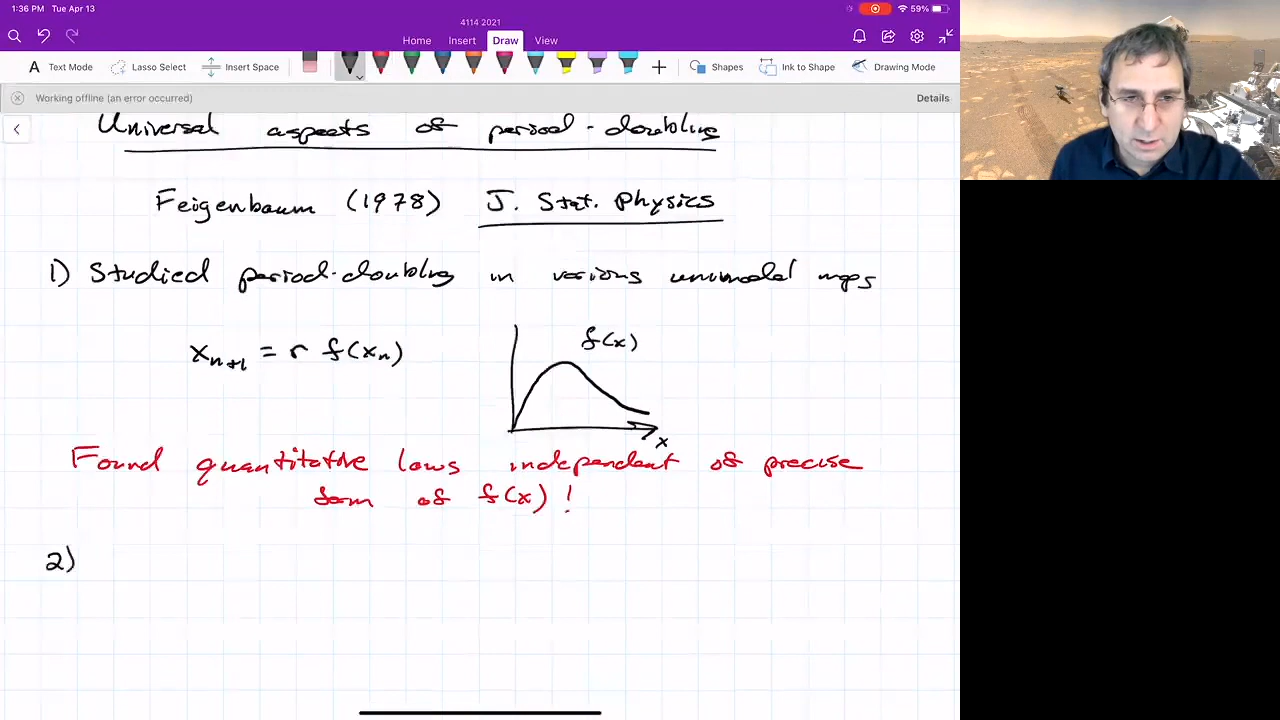 1:36 PM Tue Apr 13
59%
4114 2021
Home Insert Draw View
Text Mode Lasso Select Insert Space Shapes Ink to Shape Drawing Mode
Working offline (an error occurred) Details
Universal aspects of period-doubling
Feigenbaum (1978) J. Stat. Physics
1) Studied period-doubling in various unimodal maps
xₙ₊₁ = r f(xₙ)
f(x)
x
Found quantitative laws independent of precise
form of f(x) !
2)